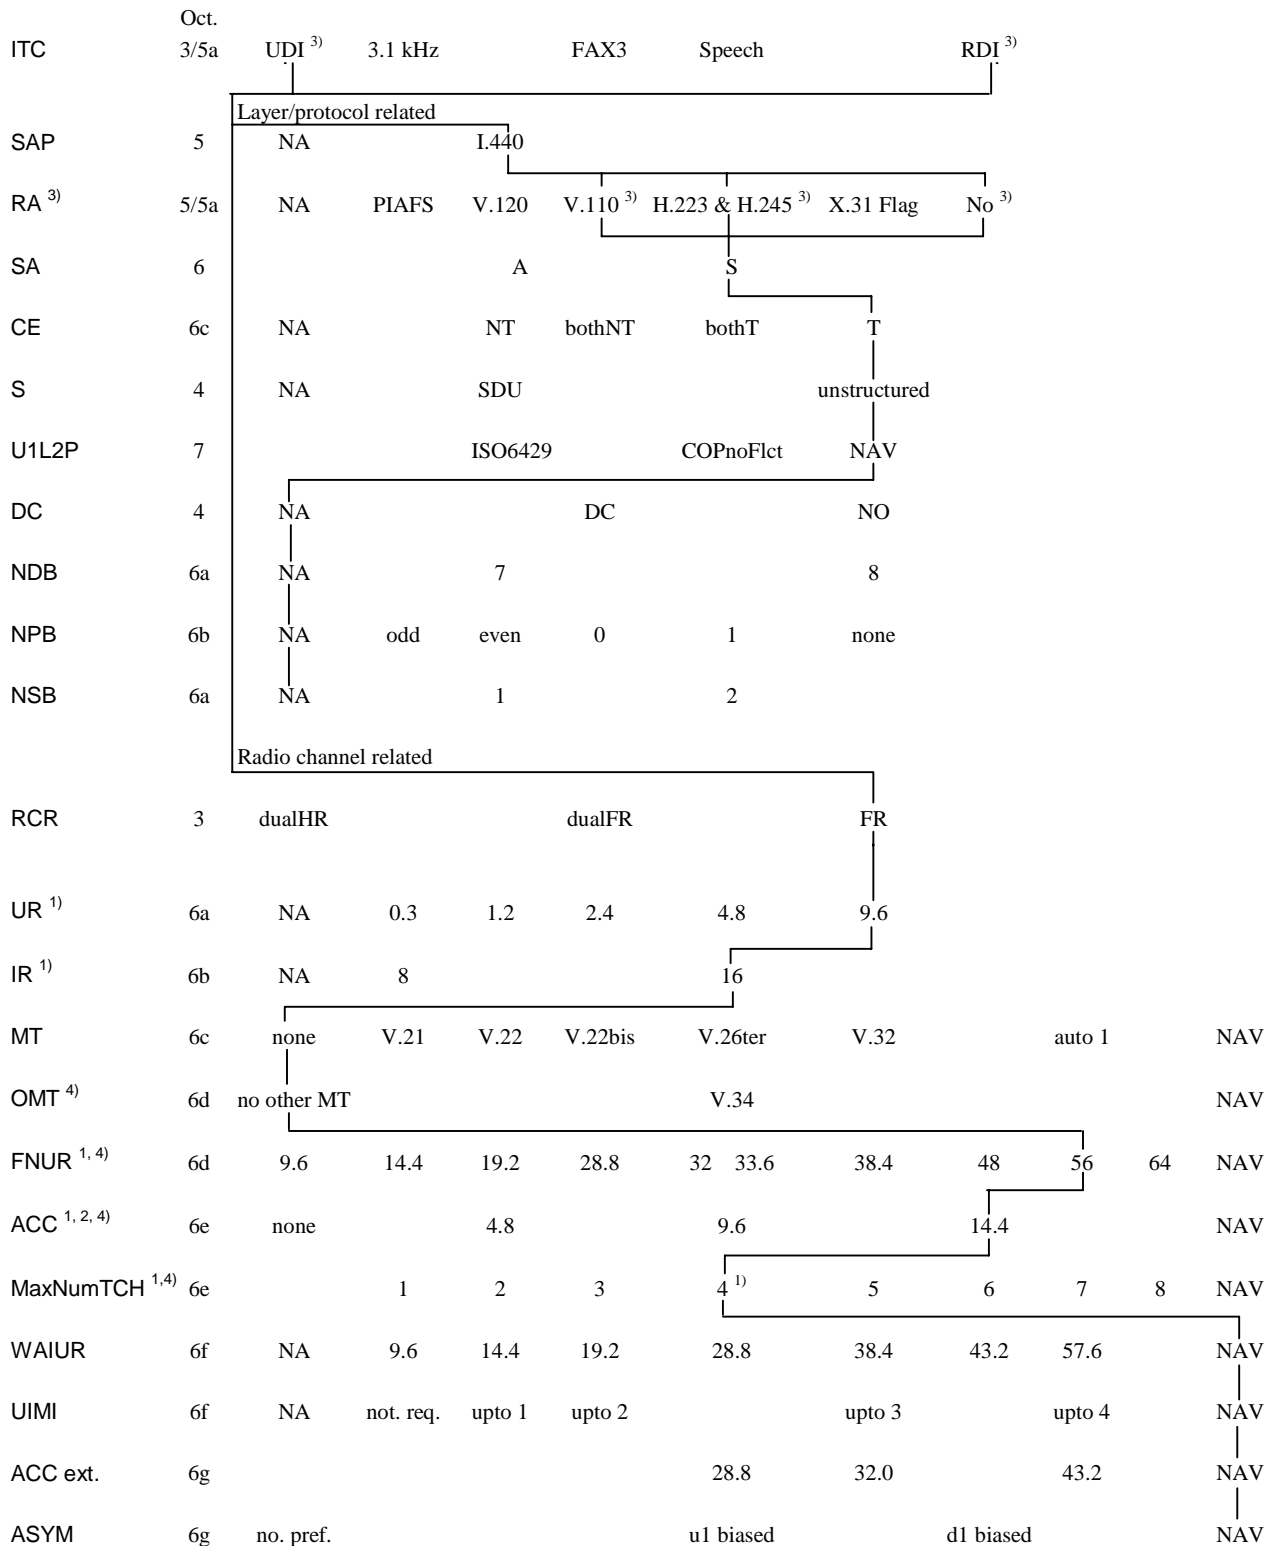 Oct.
ITC 3/5a UDI 3) 3.1 kHz FAX3 Speech RDI 3)
Layer/protocol related
SAP 5 NA I.440
RA 3) 5/5a NA PIAFS V.120 V.110 3) H.223 & H.245 3) X.31 Flag No 3)
SA 6 A S
CE 6c NA NT bothNT bothT T
S 4 NA SDU unstructured
U1L2P 7 ISO6429 COPnoFlct NAV
DC 4 NA DC NO
NDB 6a NA 7 8
NPB 6b NA odd even 0 1 none
NSB 6a NA 1 2
Radio channel related
RCR 3 dualHR dualFR FR
UR 1) 6a NA 0.3 1.2 2.4 4.8 9.6
IR 1) 6b NA 8 16
MT 6c none V.21 V.22 V.22bis V.26ter V.32 auto 1 NAV
OMT 4) 6d no other MT V.34 NAV
FNUR 1, 4) 6d 9.6 14.4 19.2 28.8 32 33.6 38.4 48 56 64 NAV
ACC 1, 2, 4) 6e none 4.8 9.6 14.4 NAV
MaxNumTCH 1,4) 6e 1 2 3 4 1) 5 6 7 8 NAV
WAIUR 6f NA 9.6 14.4 19.2 28.8 38.4 43.2 57.6 NAV
UIMI 6f NA not. req. upto 1 upto 2 upto 3 upto 4 NAV
ACC ext. 6g 28.8 32.0 43.2 NAV
ASYM 6g no. pref. u1 biased d1 biased NAV